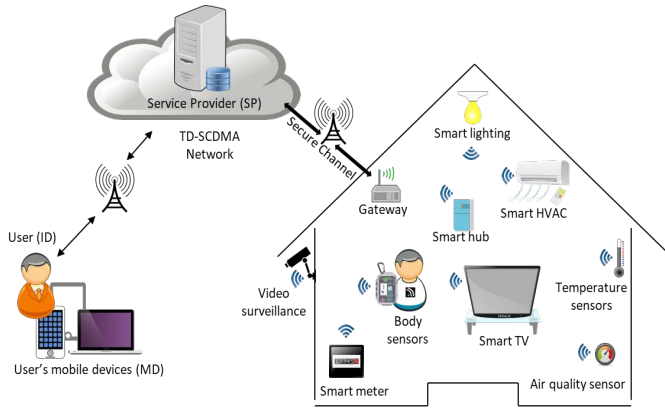 Service Provider (SP)
TD-SCDMA
Network
Secure Channel
User (ID)
User's mobile devices (MD)
Smart lighting
Gateway
Smart HVAC
Smart hub
Video
surveillance
Body
sensors
Smart TV
Temperature
sensors
Smart meter
Air quality sensor